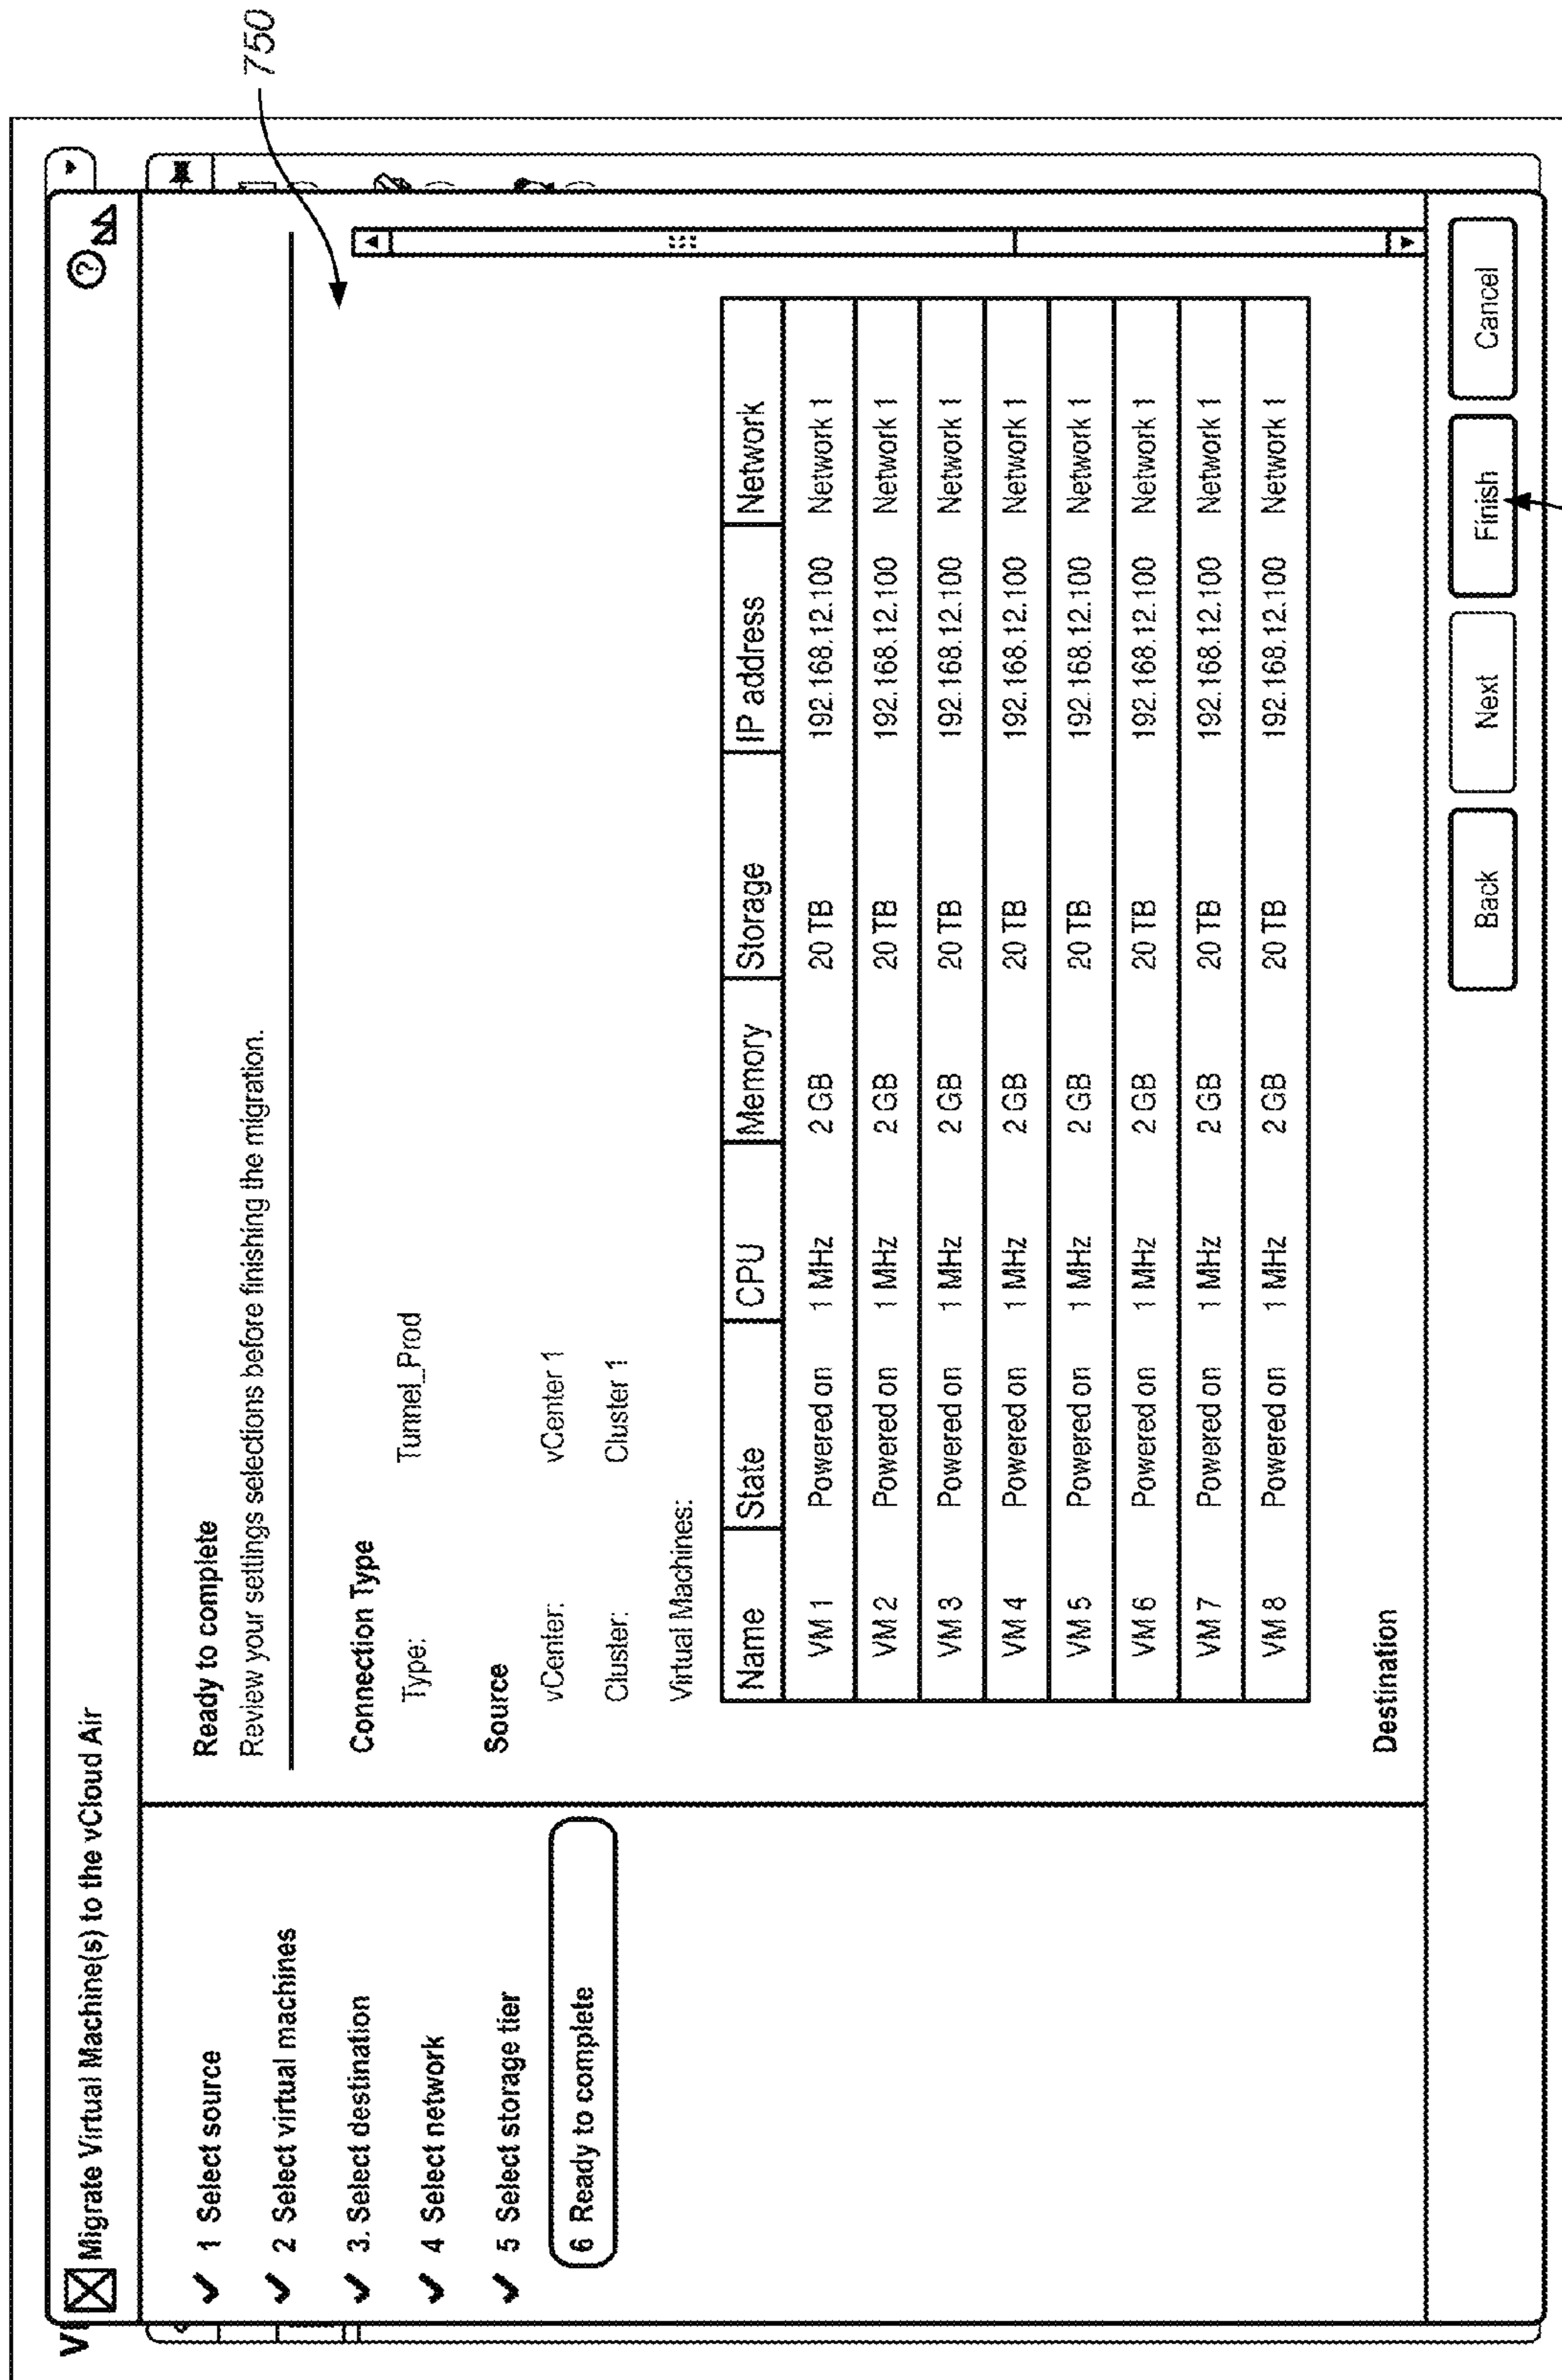 750
Migrate Virtual Machine(s) to the vCloud Air
?
1 Select source
2 Select virtual machines
3. Select destination
4 Select network
5 Select storage tier
6 Ready to complete
Ready to complete
Review your settings selections before finishing the migration.
Connection Type
Type: Tunnel_Prod
Source
vCenter: vCenter 1
Cluster: Cluster 1
Virtual Machines:
Name State CPU Memory Storage IP address Network
VM 1 Powered on 1 MHz 2 GB 20 TB 192.168.12.100 Network 1
VM 2 Powered on 1 MHz 2 GB 20 TB 192.168.12.100 Network 1
VM 3 Powered on 1 MHz 2 GB 20 TB 192.168.12.100 Network 1
VM 4 Powered on 1 MHz 2 GB 20 TB 192.168.12.100 Network 1
VM 5 Powered on 1 MHz 2 GB 20 TB 192.168.12.100 Network 1
VM 6 Powered on 1 MHz 2 GB 20 TB 192.168.12.100 Network 1
VM 7 Powered on 1 MHz 2 GB 20 TB 192.168.12.100 Network 1
VM 8 Powered on 1 MHz 2 GB 20 TB 192.168.12.100 Network 1
Destination
Back Next Finish Cancel